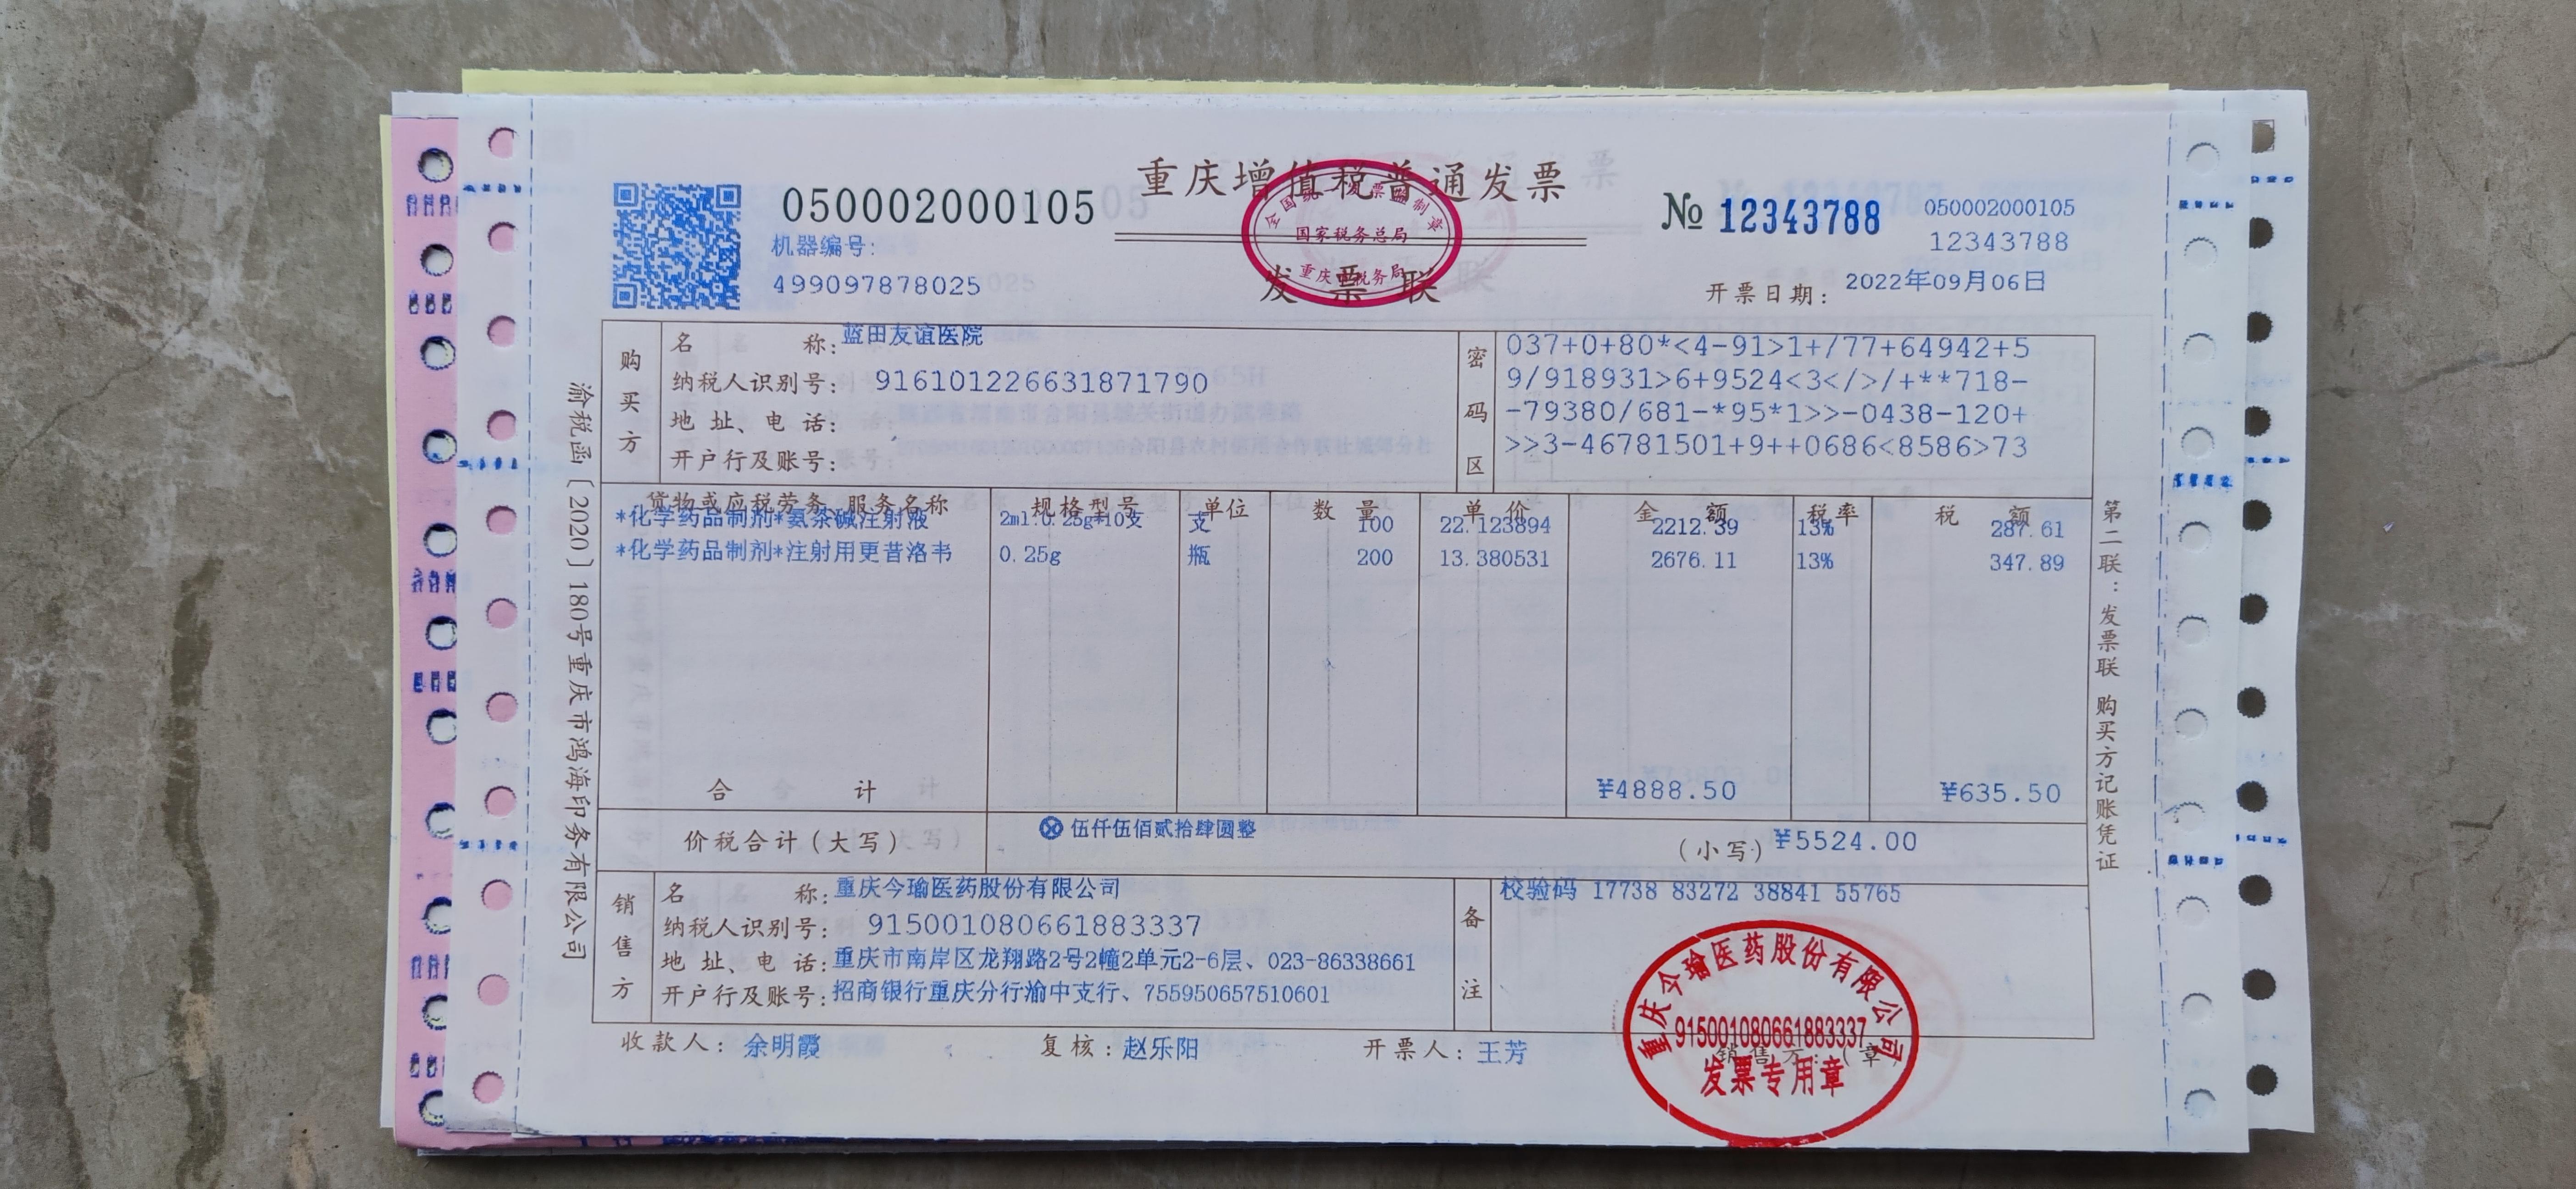 重庆增值税普通发票
050002000105
机器编号:
499097878025
全国统一发票监制章
国家税务总局
重庆市税务局
发票联
№ 12343788
050002000105
12343788
开票日期: 2022年09月06日
购买方
名 称: 蓝田友谊医院
纳税人识别号: 916101226631871790
地 址、电 话:
开户行及账号:
密码区
037+0+80*<4-91>1+/77+64942+5
9/918931>6+9524<3</>/+**718-
-79380/681-*95*1>>-0438-120+
>>3-46781501+9++0686<8586>73
货物或应税劳务、服务名称 规格型号 单位 数 量 单 价 金 额 税率 税 额
*化学药品制剂*氨茶碱注射液 2ml:0.25g*10支 支 100 22.123894 2212.39 13% 287.61
*化学药品制剂*注射用更昔洛韦 0.25g 瓶 200 13.380531 2676.11 13% 347.89
合 计 ¥4888.50 ¥635.50
价税合计(大写) ⊗伍仟伍佰贰拾肆圆整 (小写) ¥5524.00
销售方
名 称: 重庆今瑜医药股份有限公司
纳税人识别号: 915001080661883337
地 址、电 话: 重庆市南岸区龙翔路2号2幢2单元2-6层、023-86338661
开户行及账号: 招商银行重庆分行渝中支行、755950657510601
备注
校验码 17738 83272 38841 55765
收款人: 余明霞 复核: 赵乐阳 开票人: 王芳 销售方:(章)
重庆今瑜医药股份有限公司
915001080661883337
发票专用章
渝税函〔2020〕180号重庆市鸿海印务有限公司
第二联:发票联 购买方记账凭证